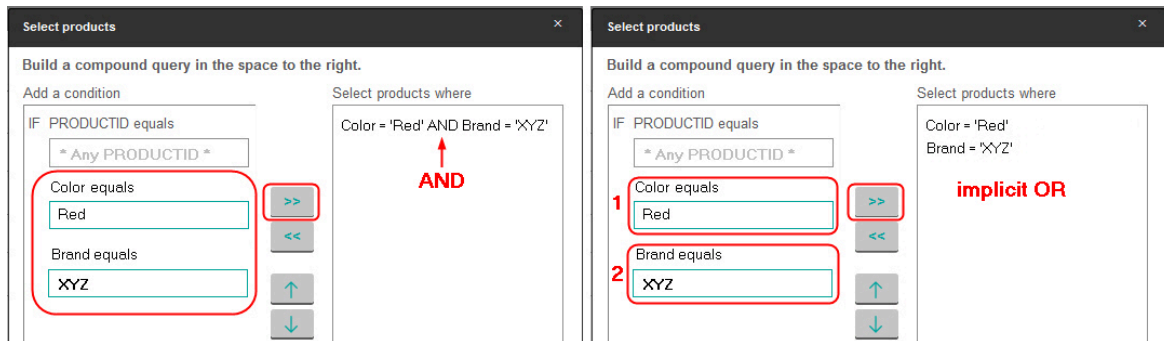 Select products ×
Build a compound query in the space to the right.
Add a condition
Select products where
IF PRODUCTID equals
* Any PRODUCTID *
Color equals
Red
Brand equals
XYZ
>>
<<
↑
↓
Color = 'Red' AND Brand = 'XYZ'
AND
Select products ×
Build a compound query in the space to the right.
Add a condition
Select products where
IF PRODUCTID equals
* Any PRODUCTID *
1
Color equals
Red
2
Brand equals
XYZ
>>
<<
↑
↓
Color = 'Red'
Brand = 'XYZ'
implicit OR